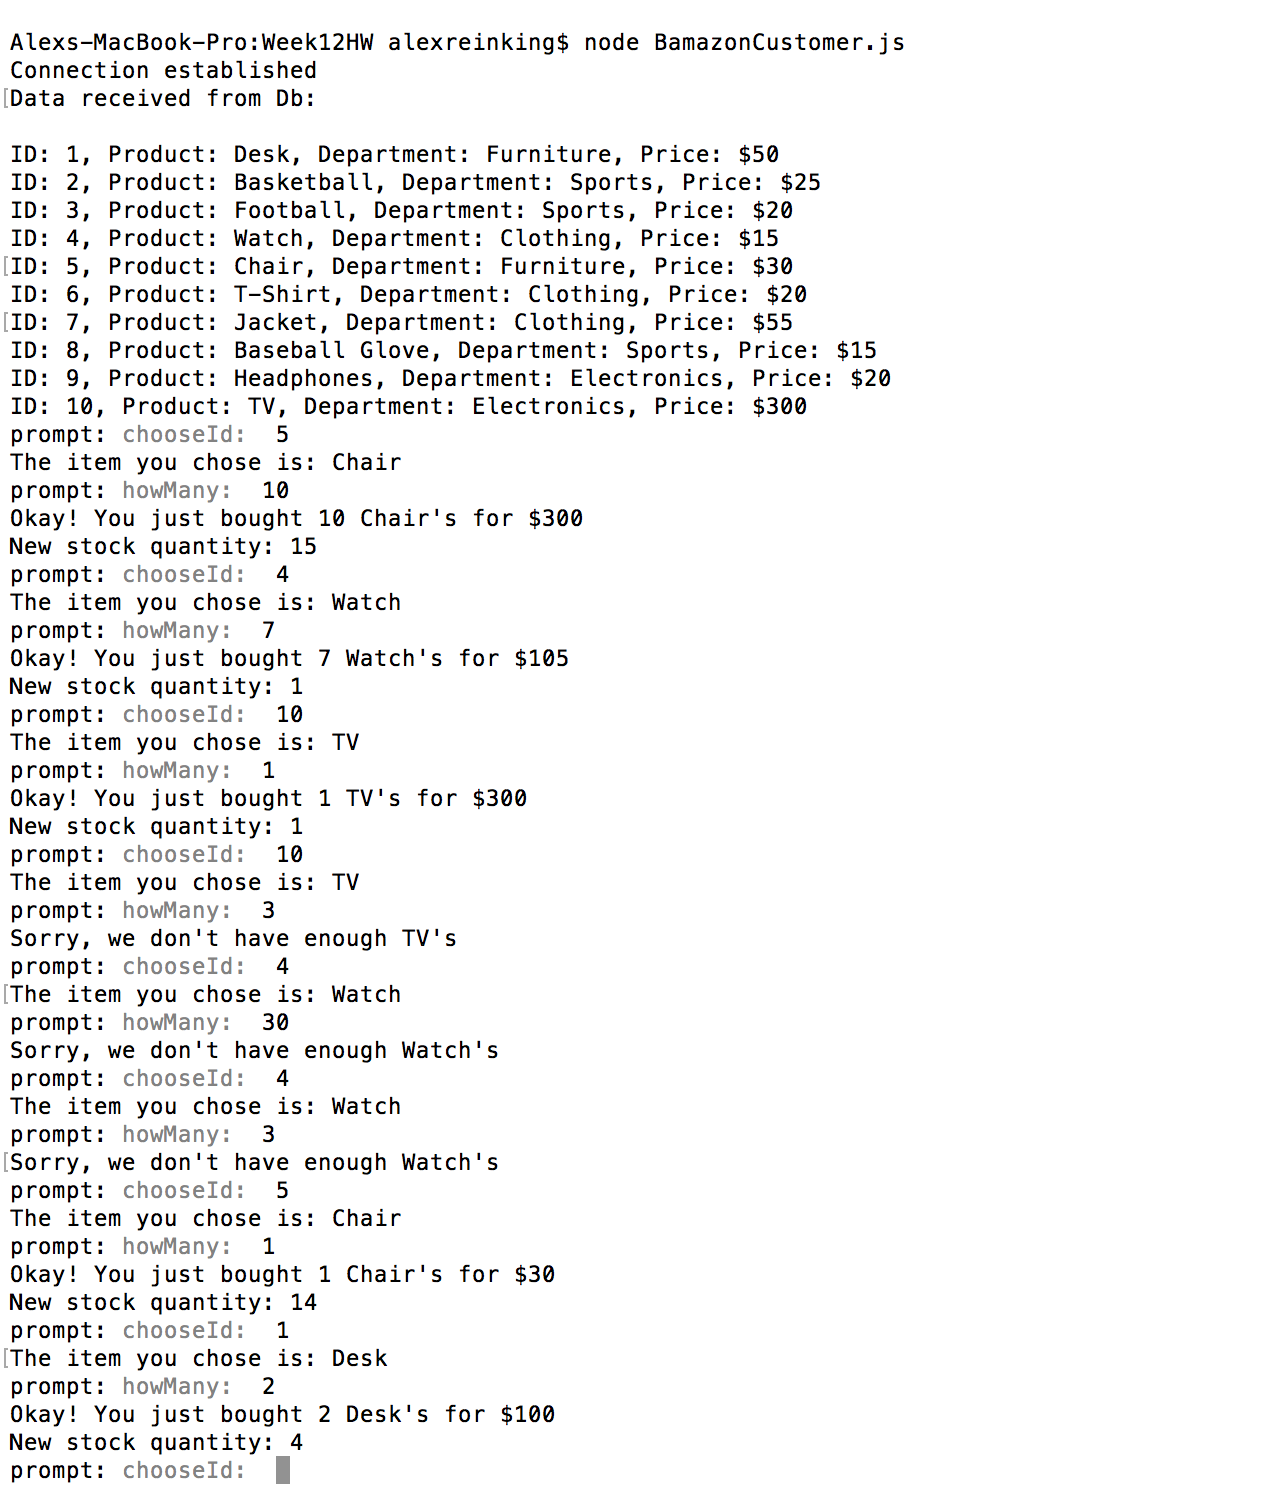 Alexs-MacBook-Pro:Week12HW alexreinking$ node BamazonCustomer.js
Connection established
[Data received from Db:
ID: 1, Product: Desk, Department: Furniture, Price: $50
ID: 2, Product: Basketball, Department: Sports, Price: $25
ID: 3, Product: Football, Department: Sports, Price: $20
ID: 4, Product: Watch, Department: Clothing, Price: $15
[ID: 5, Product: Chair, Department: Furniture, Price: $30
ID: 6, Product: T-Shirt, Department: Clothing, Price: $20
[ID: 7, Product: Jacket, Department: Clothing, Price: $55
ID: 8, Product: Baseball Glove, Department: Sports, Price: $15
ID: 9, Product: Headphones, Department: Electronics, Price: $20
ID: 10, Product: TV, Department: Electronics, Price: $300
prompt: chooseId:  5
The item you chose is: Chair
prompt: howMany:  10
Okay! You just bought 10 Chair's for $300
New stock quantity: 15
prompt: chooseId:  4
The item you chose is: Watch
prompt: howMany:  7
Okay! You just bought 7 Watch's for $105
New stock quantity: 1
prompt: chooseId:  10
The item you chose is: TV
prompt: howMany:  1
Okay! You just bought 1 TV's for $300
New stock quantity: 1
prompt: chooseId:  10
The item you chose is: TV
prompt: howMany:  3
Sorry, we don't have enough TV's
prompt: chooseId:  4
[The item you chose is: Watch
prompt: howMany:  30
Sorry, we don't have enough Watch's
prompt: chooseId:  4
The item you chose is: Watch
prompt: howMany:  3
[Sorry, we don't have enough Watch's
prompt: chooseId:  5
The item you chose is: Chair
prompt: howMany:  1
Okay! You just bought 1 Chair's for $30
New stock quantity: 14
prompt: chooseId:  1
[The item you chose is: Desk
prompt: howMany:  2
Okay! You just bought 2 Desk's for $100
New stock quantity: 4
prompt: chooseId: